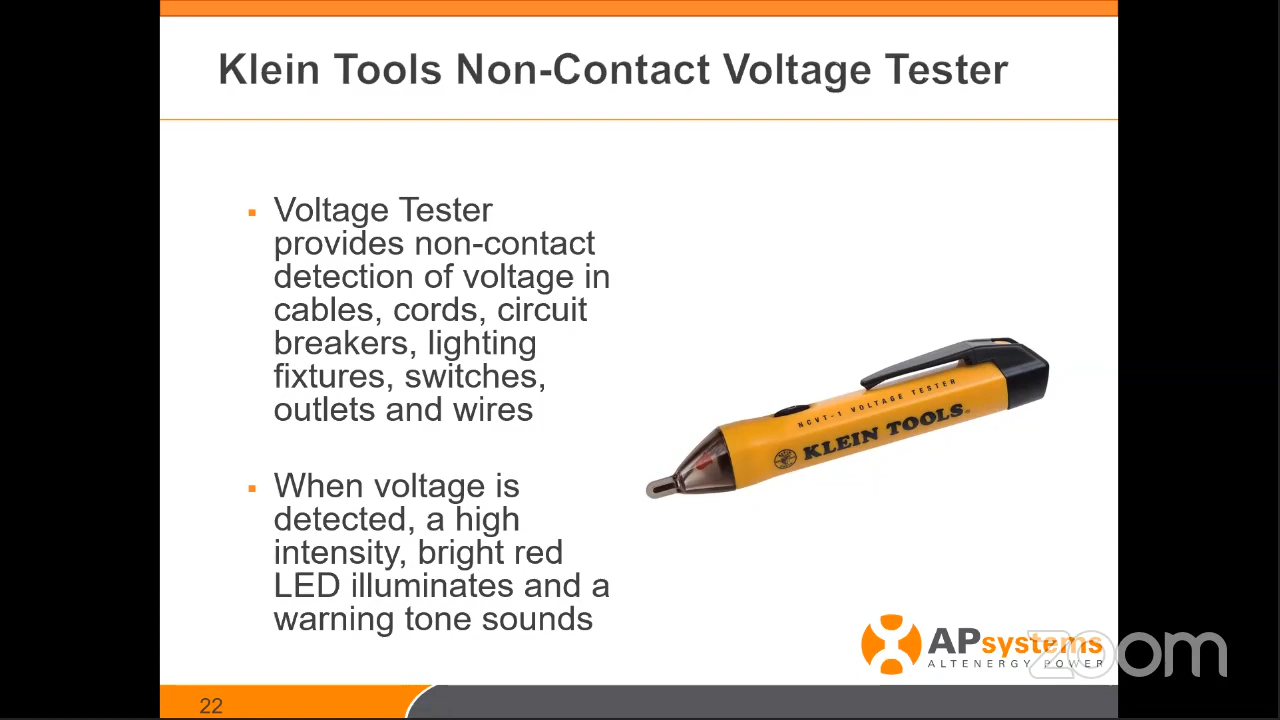 Klein Tools Non-Contact Voltage Tester
Voltage Tester
provides non-contact
detection of voltage in
cables, cords, circuit
breakers, lighting
fixtures, switches,
outlets and wires
NCVT-1 VOLTAGE TESTER
KLEIN TOOLS
When voltage is
detected, a high
intensity, bright red
LED illuminates and a
warning tone sounds
APsystems
ALTENERGY POWER
zoom
22